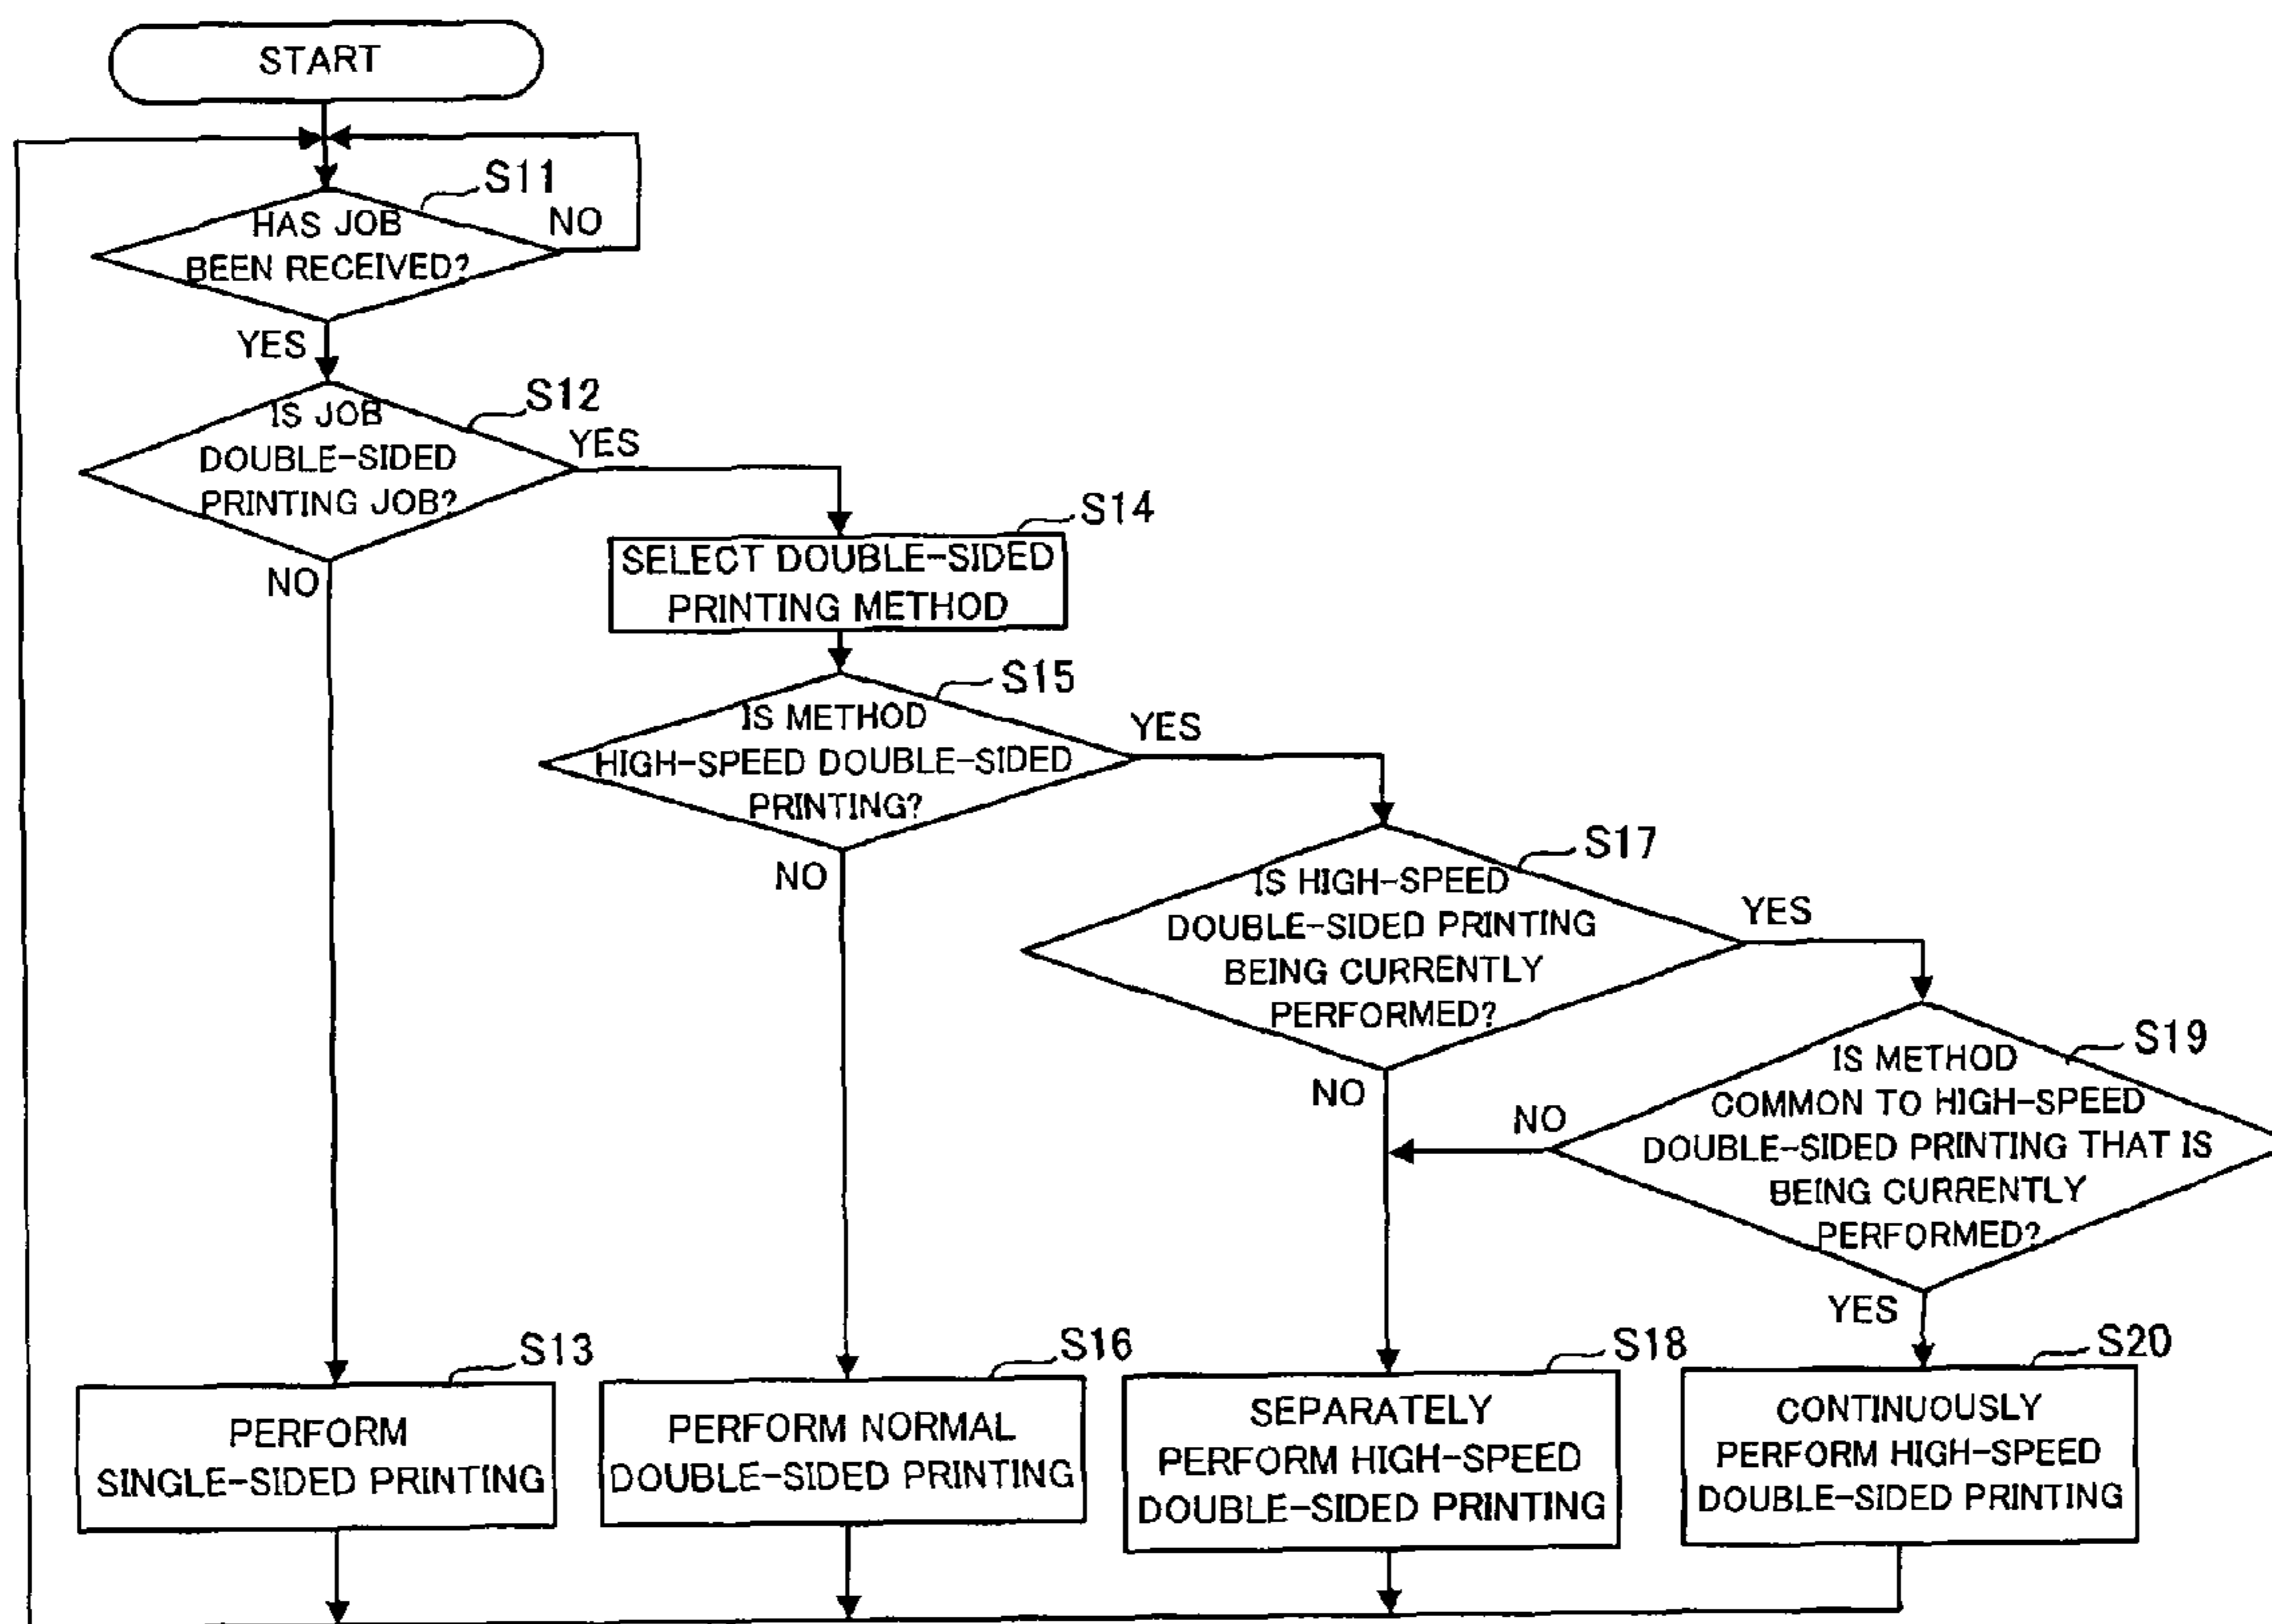 START
S11
HAS JOB
BEEN RECEIVED?
NO
YES
S12
IS JOB
DOUBLE-SIDED
PRINTING JOB?
YES
NO
S14
SELECT DOUBLE-SIDED
PRINTING METHOD
S15
IS METHOD
HIGH-SPEED DOUBLE-SIDED
PRINTING?
YES
NO
S17
IS HIGH-SPEED
DOUBLE-SIDED PRINTING
BEING CURRENTLY
PERFORMED?
YES
NO
S19
IS METHOD
COMMON TO HIGH-SPEED
DOUBLE-SIDED PRINTING THAT IS
BEING CURRENTLY
PERFORMED?
NO
YES
S13
PERFORM
SINGLE-SIDED PRINTING
S16
PERFORM NORMAL
DOUBLE-SIDED PRINTING
S18
SEPARATELY
PERFORM HIGH-SPEED
DOUBLE-SIDED PRINTING
S20
CONTINUOUSLY
PERFORM HIGH-SPEED
DOUBLE-SIDED PRINTING